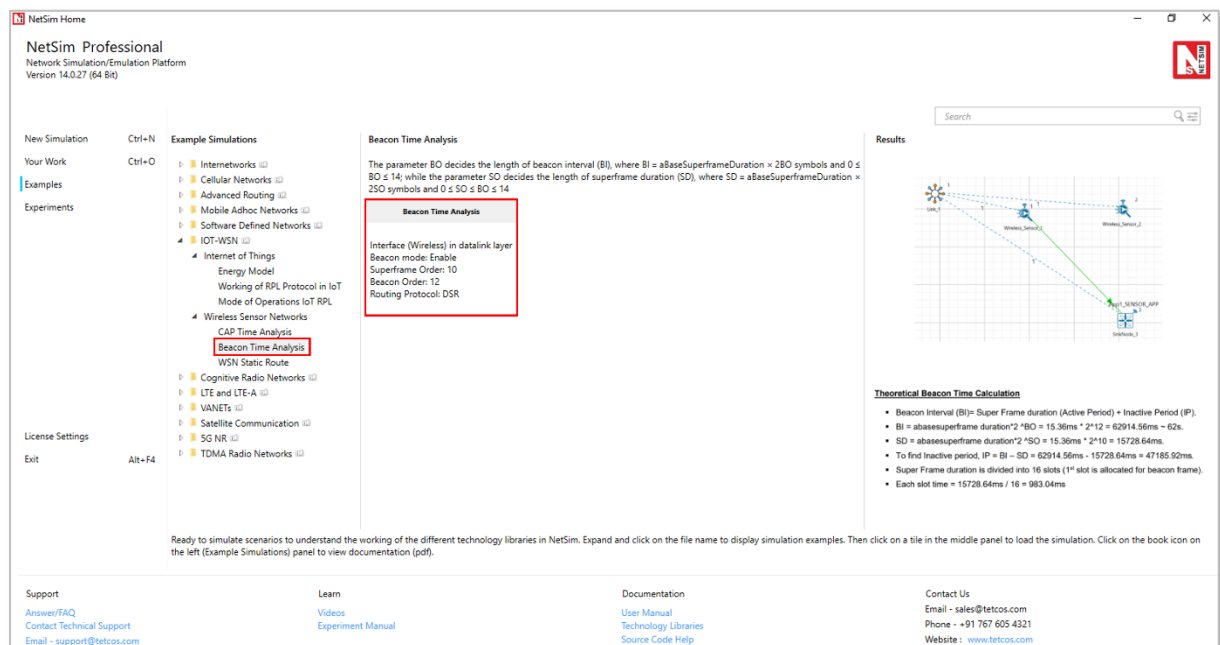 NetSim Home
NetSim Professional
Network Simulation/Emulation Platform
Version 14.0.27 (64 Bit)
NETSIM
Search
New Simulation Ctrl+N
Your Work Ctrl+O
Examples
Experiments
License Settings
Exit Alt+F4
Example Simulations
Internetworks
Cellular Networks
Advanced Routing
Mobile Adhoc Networks
Software Defined Networks
IOT-WSN
Internet of Things
Energy Model
Working of RPL Protocol in IoT
Mode of Operations IoT RPL
Wireless Sensor Networks
CAP Time Analysis
Beacon Time Analysis
WSN Static Route
Cognitive Radio Networks
LTE and LTE-A
VANETs
Satellite Communication
5G NR
TDMA Radio Networks
Beacon Time Analysis
The parameter BO decides the length of beacon interval (BI), where BI = aBaseSuperframeDuration × 2BO symbols and 0 ≤
BO ≤ 14; while the parameter SO decides the length of superframe duration (SD), where SD = aBaseSuperframeDuration ×
2SO symbols and 0 ≤ SO ≤ BO ≤ 14
Beacon Time Analysis
Interface (Wireless) in datalink layer
Beacon mode: Enable
Superframe Order: 10
Beacon Order: 12
Routing Protocol: DSR
Results
1
1
1
1
2
Wireless_Sensor_2
1
App1_SENSOR_APP
3
Theoretical Beacon Time Calculation
Beacon Interval (BI)= Super Frame duration (Active Period) + Inactive Period (IP).
BI = abasesuperframe duration*2 ^BO = 15.36ms * 2^12 = 62914.56ms ~ 62s.
SD = abasesuperframe duration*2 ^SO = 15.36ms * 2^10 = 15728.64ms.
To find Inactive period, IP = BI – SD = 62914.56ms - 15728.64ms = 47185.92ms.
Super Frame duration is divided into 16 slots (1st slot is allocated for beacon frame).
Each slot time = 15728.64ms / 16 = 983.04ms
Ready to simulate scenarios to understand the working of the different technology libraries in NetSim. Expand and click on the file name to display simulation examples. Then click on a tile in the middle panel to load the simulation. Click on the book icon on
the left (Example Simulations) panel to view documentation (pdf).
Support
Answer/FAQ
Contact Technical Support
Email - support@tetcos.com
Learn
Videos
Experiment Manual
Documentation
User Manual
Technology Libraries
Source Code Help
Contact Us
Email - sales@tetcos.com
Phone - +91 767 605 4321
Website : www.tetcos.com